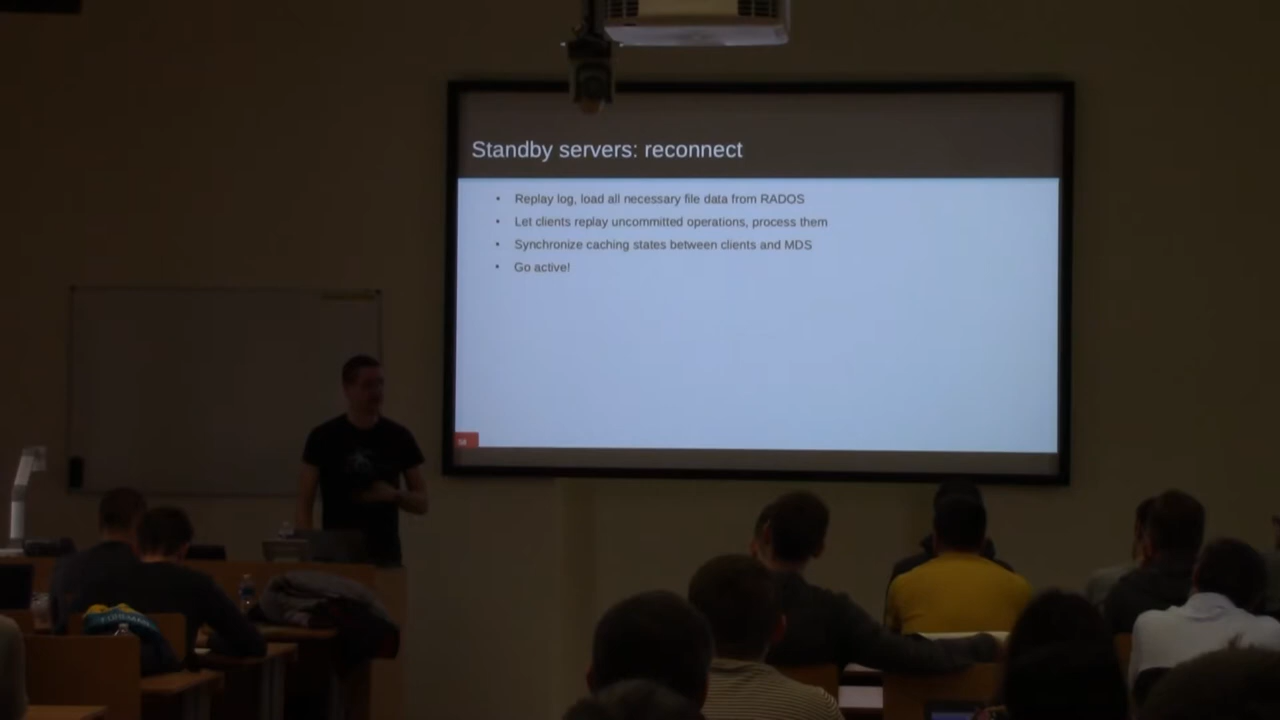 Standby servers: reconnect
• Replay log, load all necessary file data from RADOS
• Let clients replay uncommitted operations, process them
• Synchronize caching states between clients and MDS
• Go active!